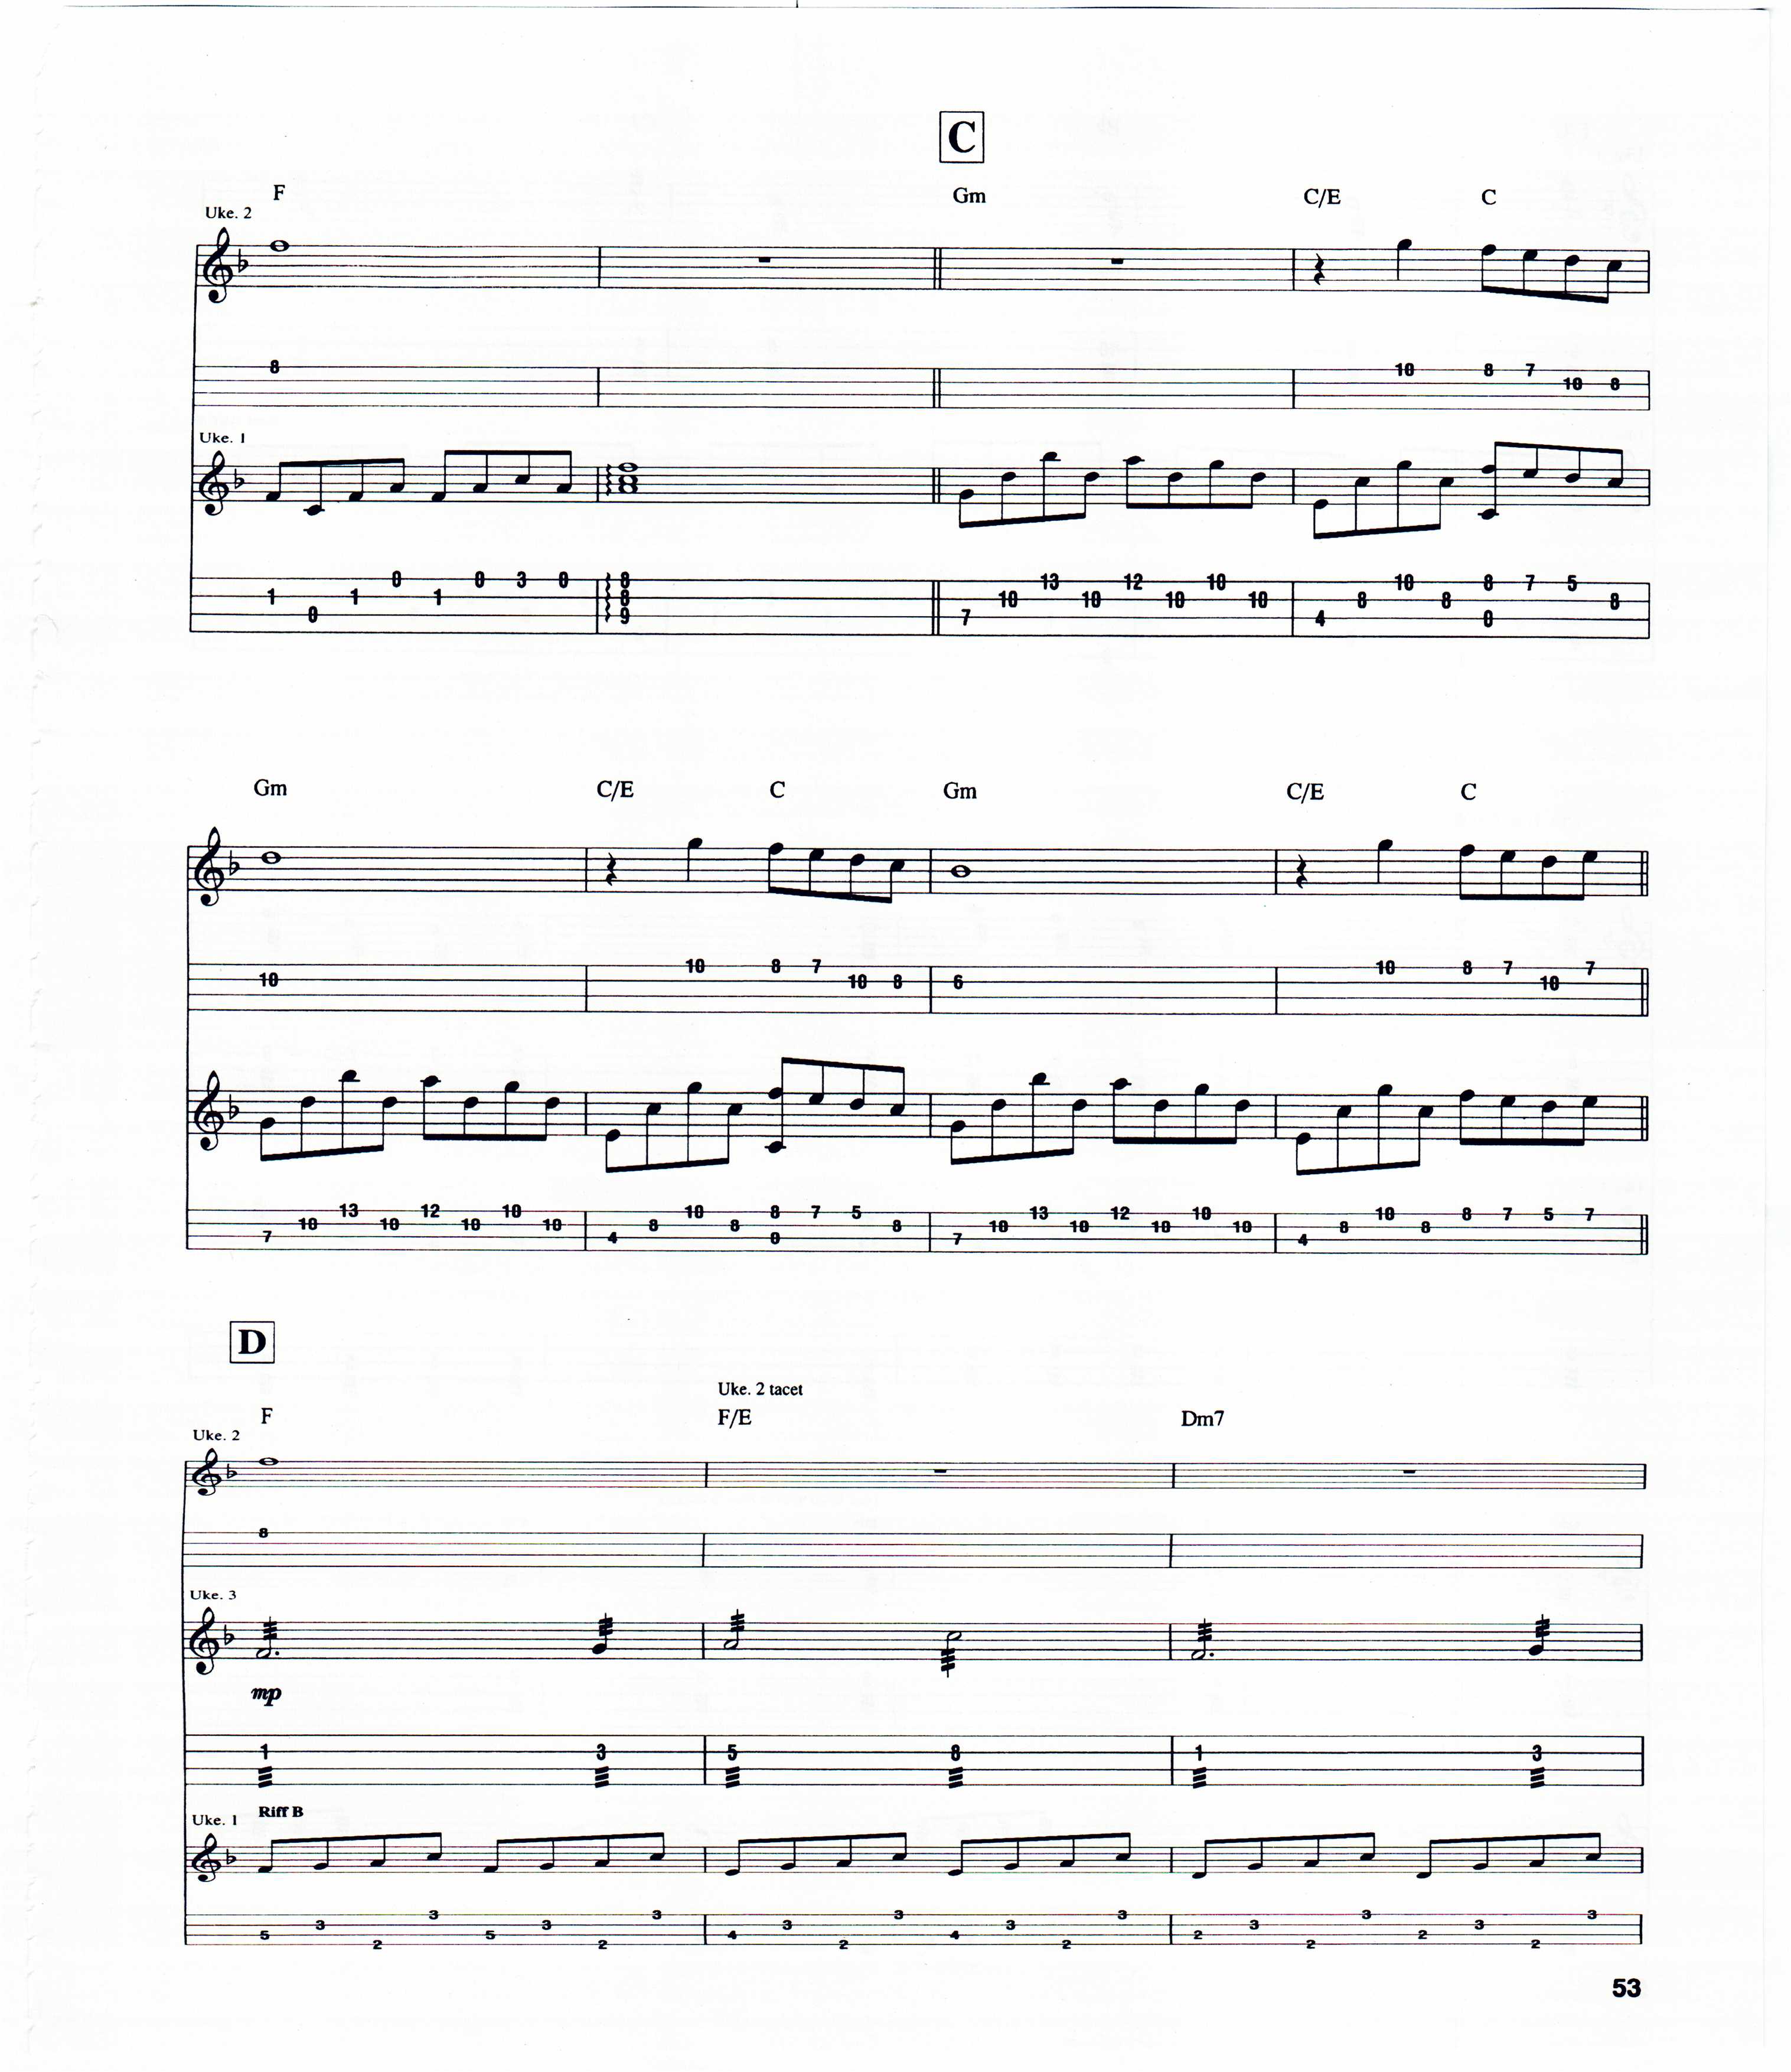 C
F Gm C/E C
Uke. 2
8
10 8 7 10 8
Uke. 1
1 0 1 0 1 0 3 0 8 8 9 7 10 13 10 12 10 10 10 4 8 10 8 8 0 7 5 8
Gm C/E C Gm C/E C
10 10 8 7 10 8 6 10 8 7 10 7
7 10 13 10 12 10 10 10 4 8 10 8 8 0 7 5 8 7 10 13 10 12 10 10 10 4 8 10 8 8 7 5 7
D
Uke. 2 tacet
F F/E Dm7
Uke. 2
8
Uke. 3
mp
1 3 5 8 1 3
Uke. 1 Riff B
5 3 2 3 5 3 2 3 4 3 2 3 4 3 2 3 2 3 2 3 2 3 2 3
53